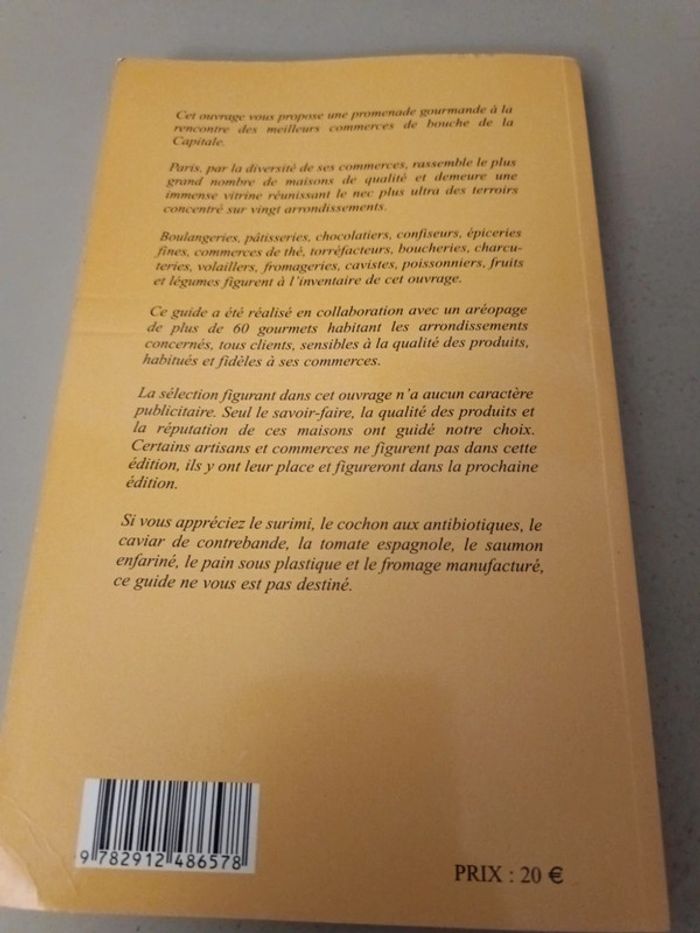 Cet ouvrage vous propose une promenade gourmande à la
rencontre des meilleurs commerces de bouche de la
Capitale.
Paris, par la diversité de ses commerces, rassemble le plus
grand nombre de maisons de qualité et demeure une
immense vitrine réunissant le nec plus ultra des terroirs
concentré sur vingt arrondissements.
Boulangeries, pâtisseries, chocolatiers, confiseurs, épiceries
fines, commerces de thé, torréfacteurs, boucheries, charcu-
teries, volaillers, fromageries, cavistes, poissonniers, fruits
et légumes figurent à l'inventaire de cet ouvrage.
Ce guide a été réalisé en collaboration avec un aréopage
de plus de 60 gourmets habitant les arrondissements
concernés, tous clients, sensibles à la qualité des produits,
habitués et fidèles à ses commerces.
La sélection figurant dans cet ouvrage n'a aucun caractère
publicitaire. Seul le savoir-faire, la qualité des produits et
la réputation de ces maisons ont guidé notre choix.
Certains artisans et commerces ne figurent pas dans cette
édition, ils y ont leur place et figureront dans la prochaine
édition.
Si vous appréciez le surimi, le cochon aux antibiotiques, le
caviar de contrebande, la tomate espagnole, le saumon
enfariné, le pain sous plastique et le fromage manufacturé,
ce guide ne vous est pas destiné.
9 782912 486578
PRIX : 20 €